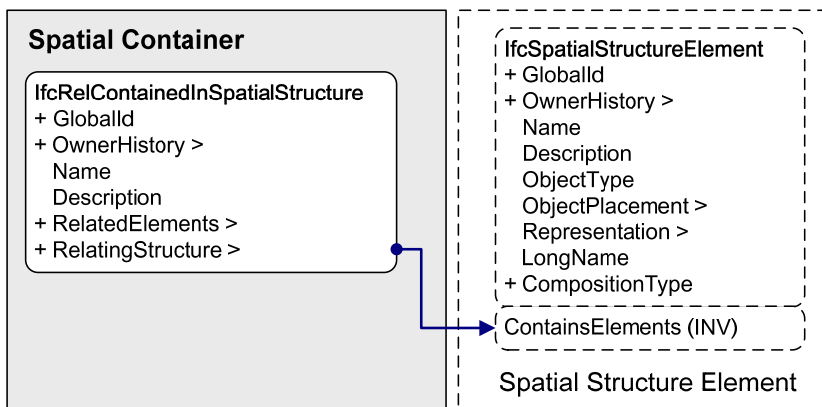 Spatial Container
IfcRelContainedInSpatialStructure
+ GlobalId
+ OwnerHistory >
Name
Description
+ RelatedElements >
+ RelatingStructure >
IfcSpatialStructureElement
+ GlobalId
+ OwnerHistory >
Name
Description
ObjectType
ObjectPlacement >
Representation >
LongName
+ CompositionType
ContainsElements (INV)
Spatial Structure Element